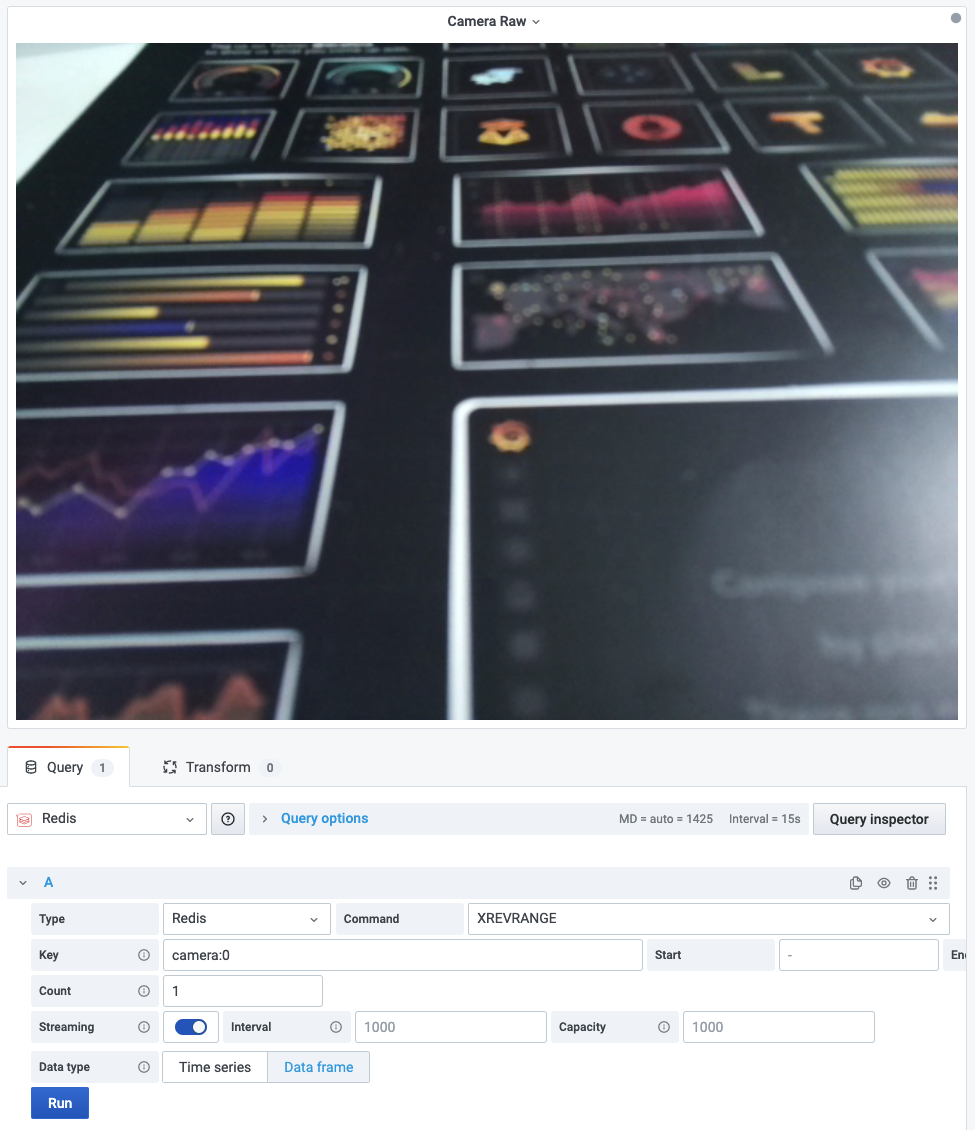 Camera Raw
Query 1 Transform 0
Redis Query options MD = auto = 1425 Interval = 15s Query inspector
A
Type Redis Command XREVRANGE
Key camera:0 Start -
Count 1
Streaming Interval 1000 Capacity 1000
Data type Time series Data frame
Run